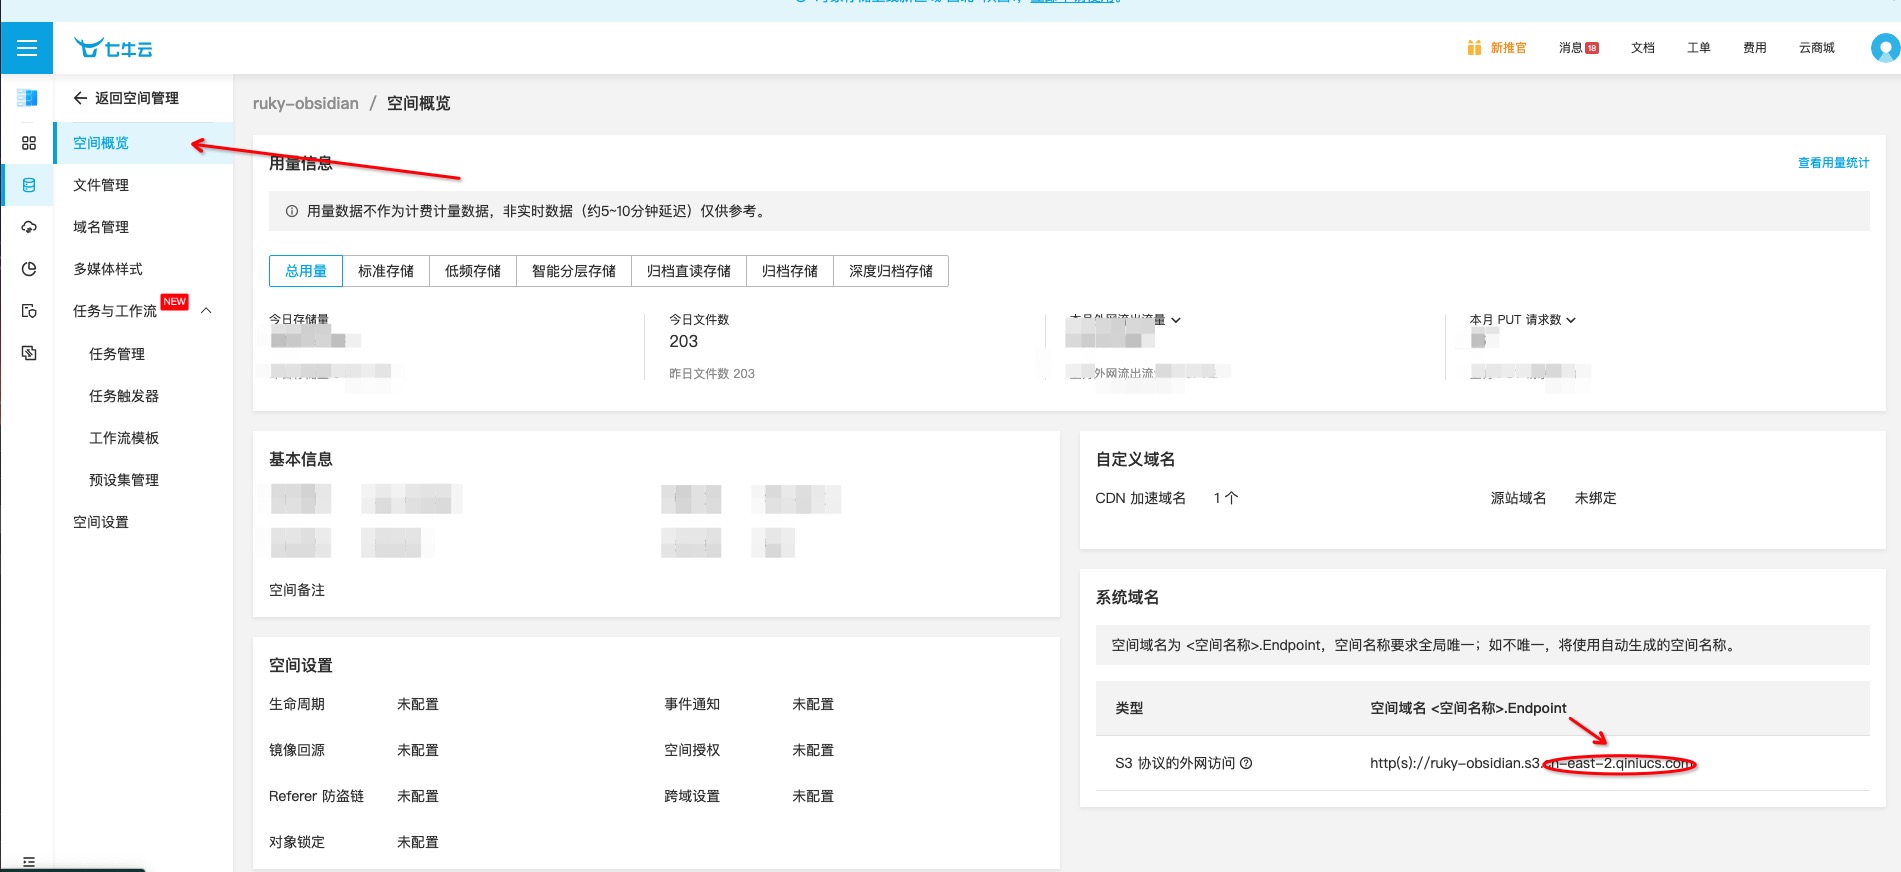 七牛云
新推官
消息 18
文档
工单
费用
云商城
返回空间管理
空间概览
文件管理
域名管理
多媒体样式
任务与工作流 NEW
任务管理
任务触发器
工作流模板
预设集管理
空间设置
ruky-obsidian / 空间概览
用量信息
查看用量统计
用量数据不作为计费计量数据，非实时数据（约5~10分钟延迟）仅供参考。
总用量
标准存储
低频存储
智能分层存储
归档直读存储
归档存储
深度归档存储
今日存储量
今日文件数
203
昨日文件数 203
本月外网流出流量
本月 PUT 请求数
基本信息
空间备注
自定义域名
CDN 加速域名 1 个
源站域名 未绑定
系统域名
空间域名为 <空间名称>.Endpoint，空间名称要求全局唯一；如不唯一，将使用自动生成的空间名称。
类型
空间域名 <空间名称>.Endpoint
S3 协议的外网访问
http(s)://ruky-obsidian.s3.cn-east-2.qiniucs.com
空间设置
生命周期 未配置
事件通知 未配置
镜像回源 未配置
空间授权 未配置
Referer 防盗链 未配置
跨域设置 未配置
对象锁定 未配置